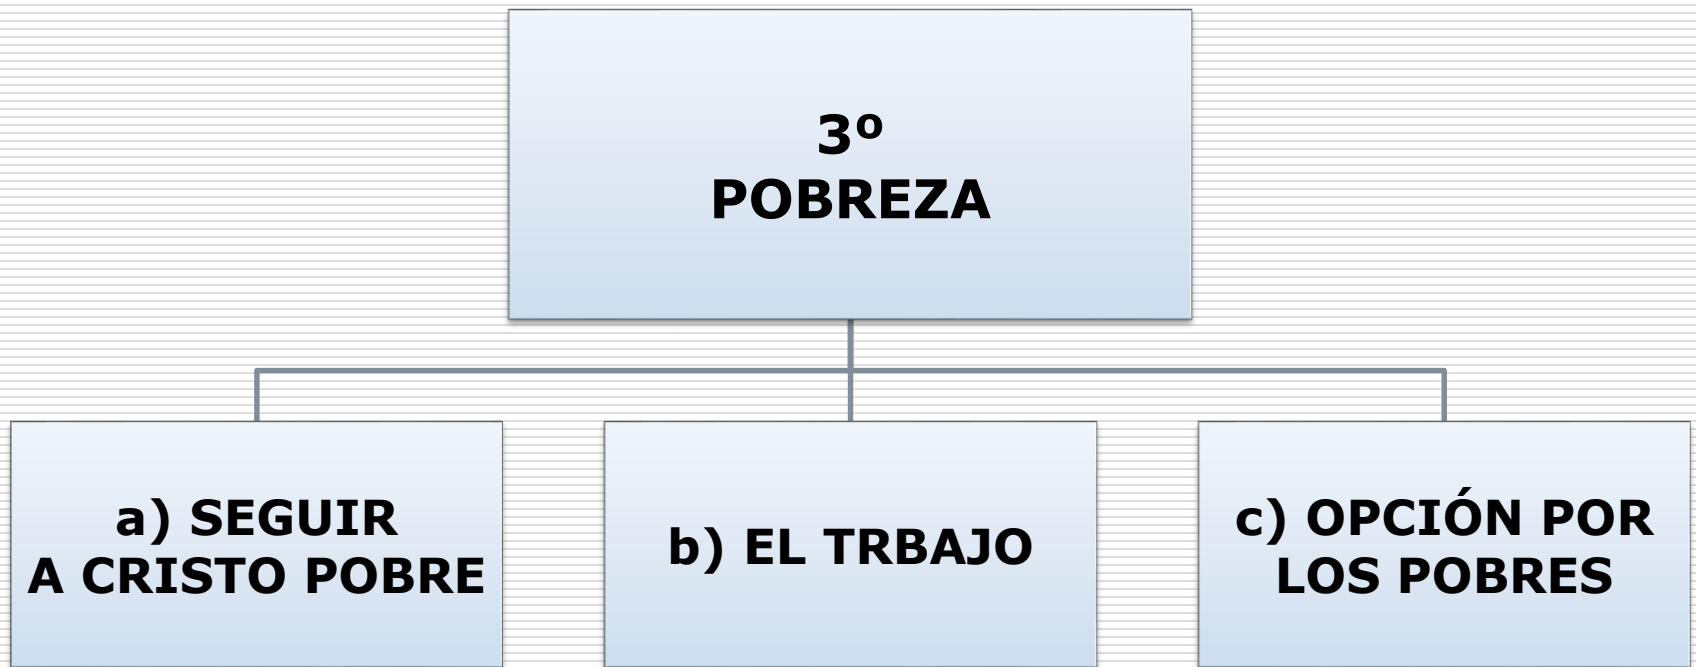 3º
POBREZA
a) SEGUIR
A CRISTO POBRE
b) EL TRBAJO
c) OPCIÓN POR
LOS POBRES